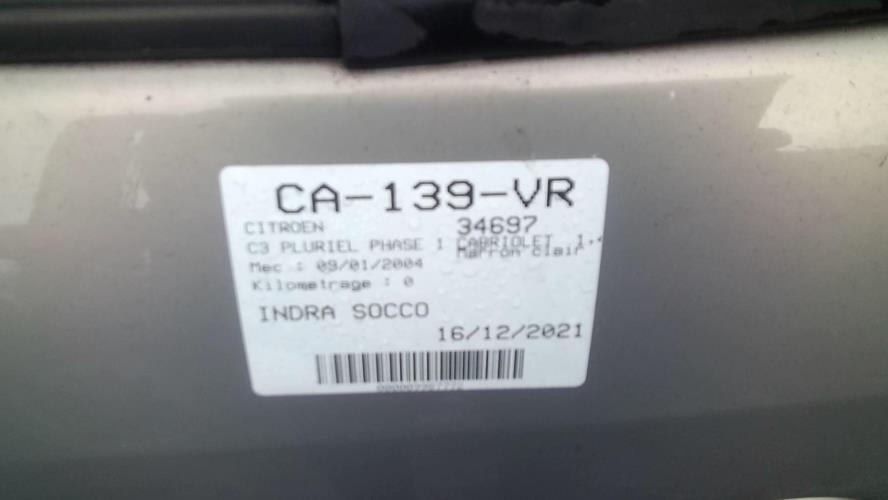 CA-139-VR
CITROEN 34697
C3 PLURIEL PHASE 1 CABRIOLET 1.
Marron clair
Mec : 09/01/2004
Kilometrage : 0
INDRA SOCCO
16/12/2021